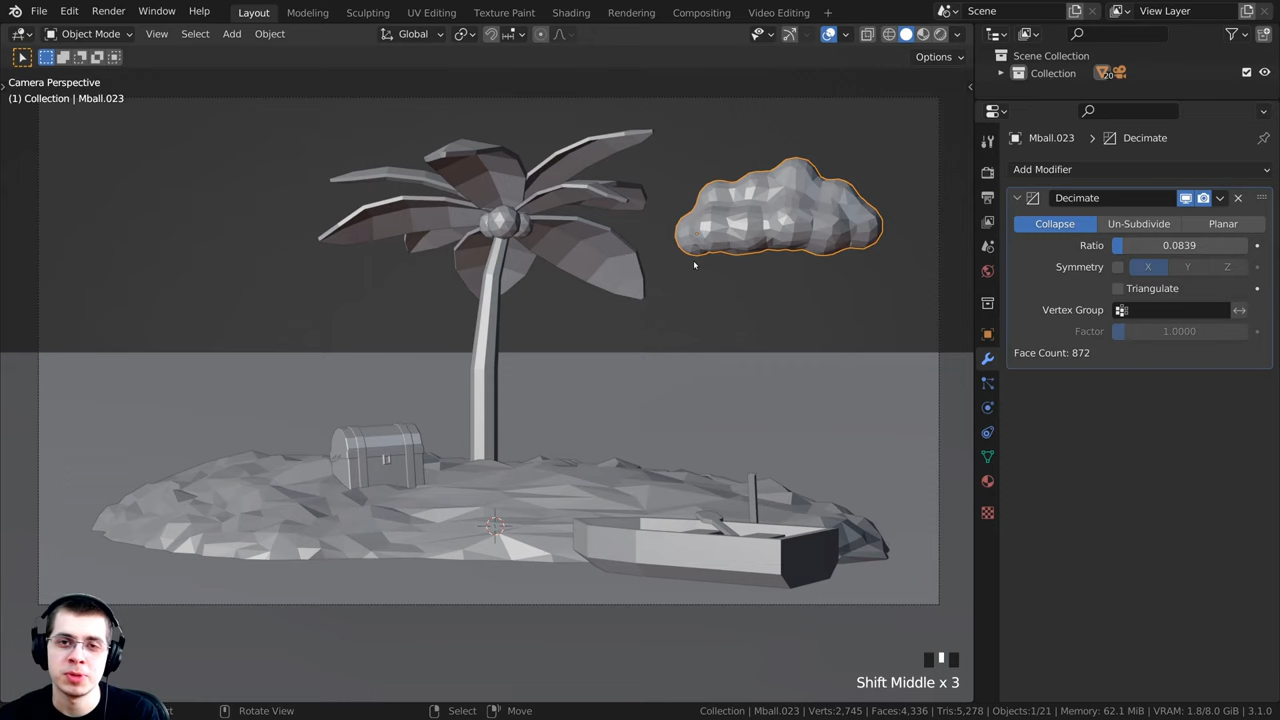 File Edit Render Window Help Layout Modeling Sculpting UV Editing Texture Paint Shading Rendering Compositing Video Editing + Scene View Layer
Object Mode View Select Add Object Global
Options
Scene Collection
Collection 20
Camera Perspective
(1) Collection | Mball.023
Mball.023 > Decimate
Add Modifier
Decimate
Collapse Un-Subdivide Planar
Ratio 0.0839
Symmetry X Y Z
Triangulate
Vertex Group
Factor 1.0000
Face Count: 872
Shift Middle x 3
Rotate View Select Move Collection | Mball.023 | Verts:2,745 | Faces:4,336 | Tris:5,278 | Objects:1/21 | Memory: 62.1 MiB | VRAM: 1.8/8.0 GiB | 3.1.0